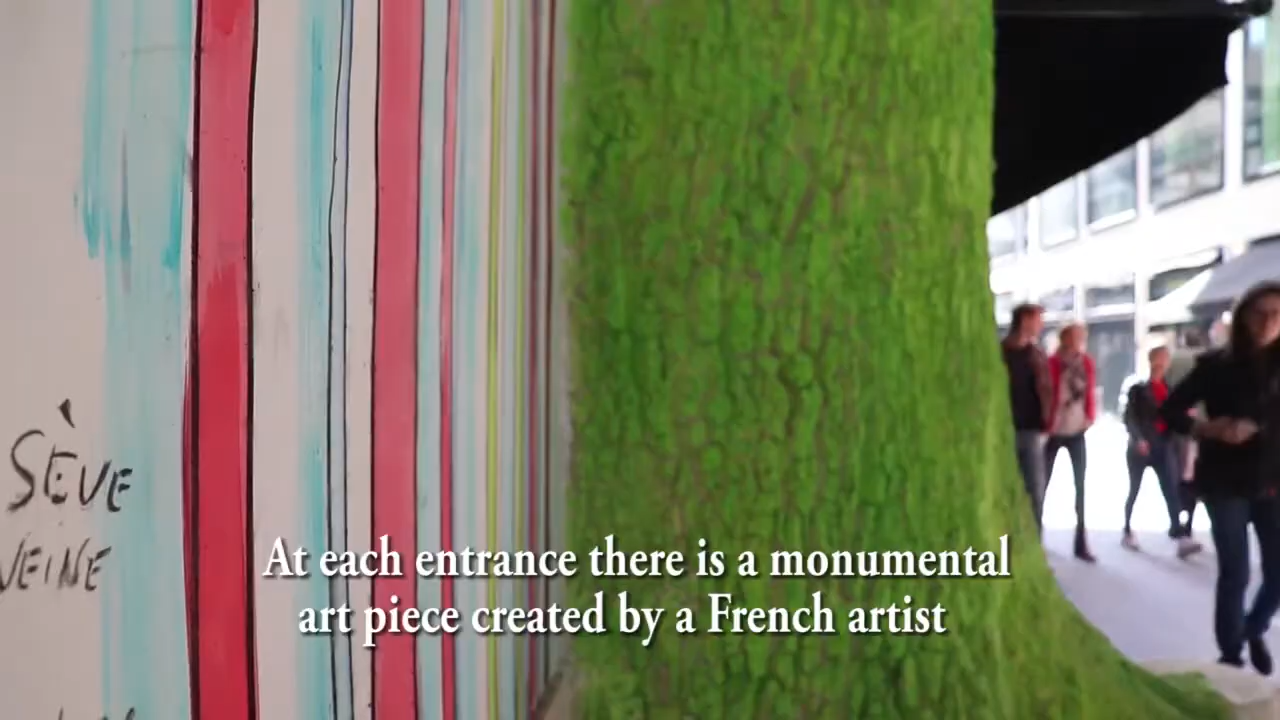 SÈVE
VEINE
At each entrance there is a monumental
art piece created by a French artist